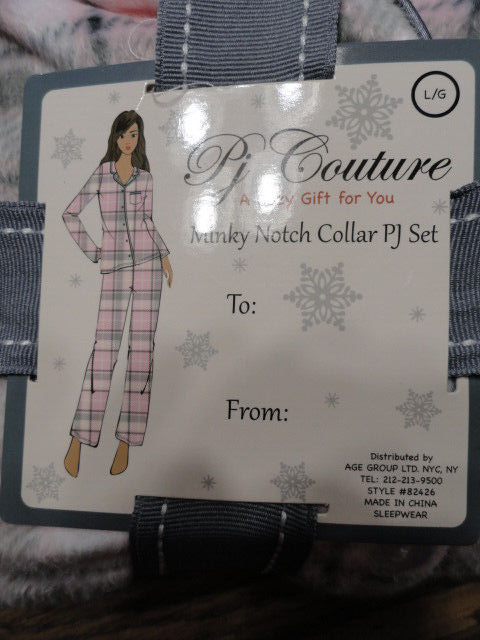 L/G
Pj Couture
A Gift for You
Minky Notch Collar PJ Set
To:
From:
Distributed by
AGE GROUP LTD. NYC, NY
TEL: 212-213-9500
STYLE #82426
MADE IN CHINA
SLEEPWEAR